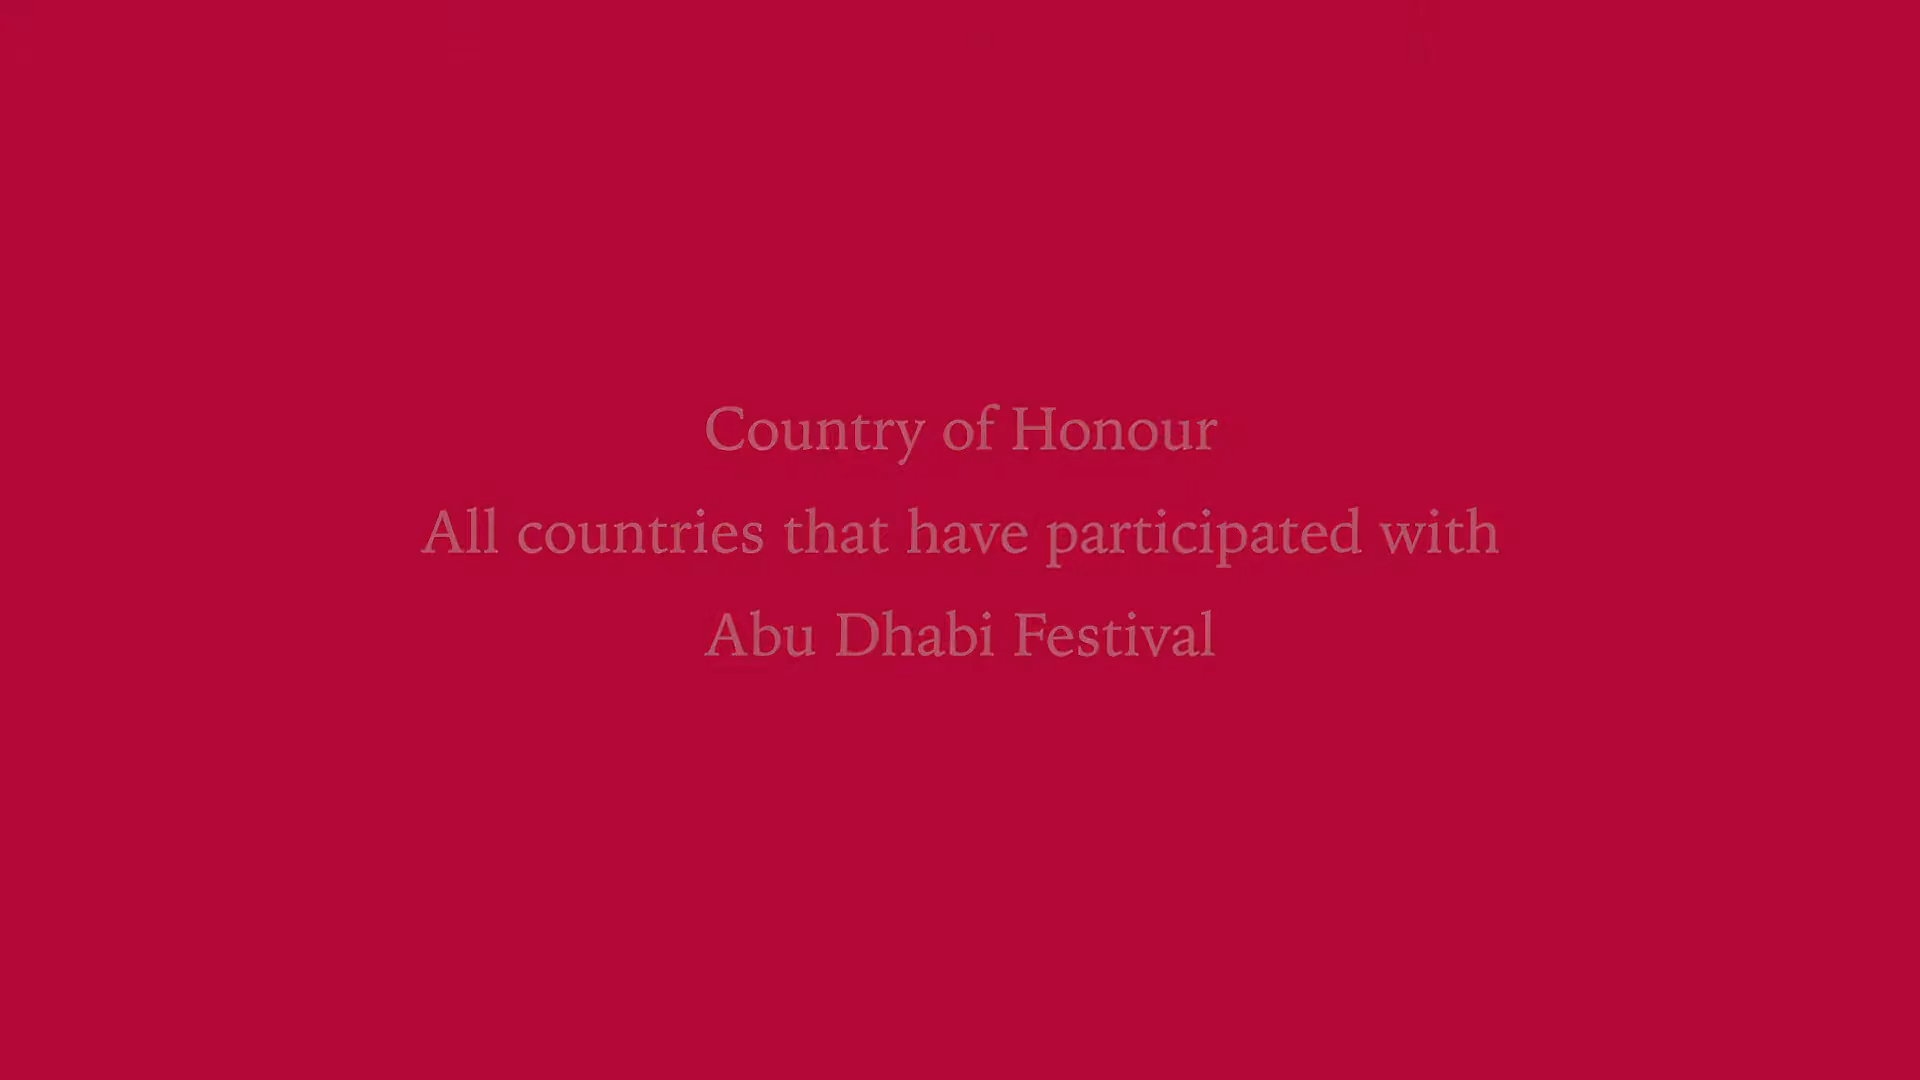 Country of Honour
All countries that have participated with
Abu Dhabi Festival